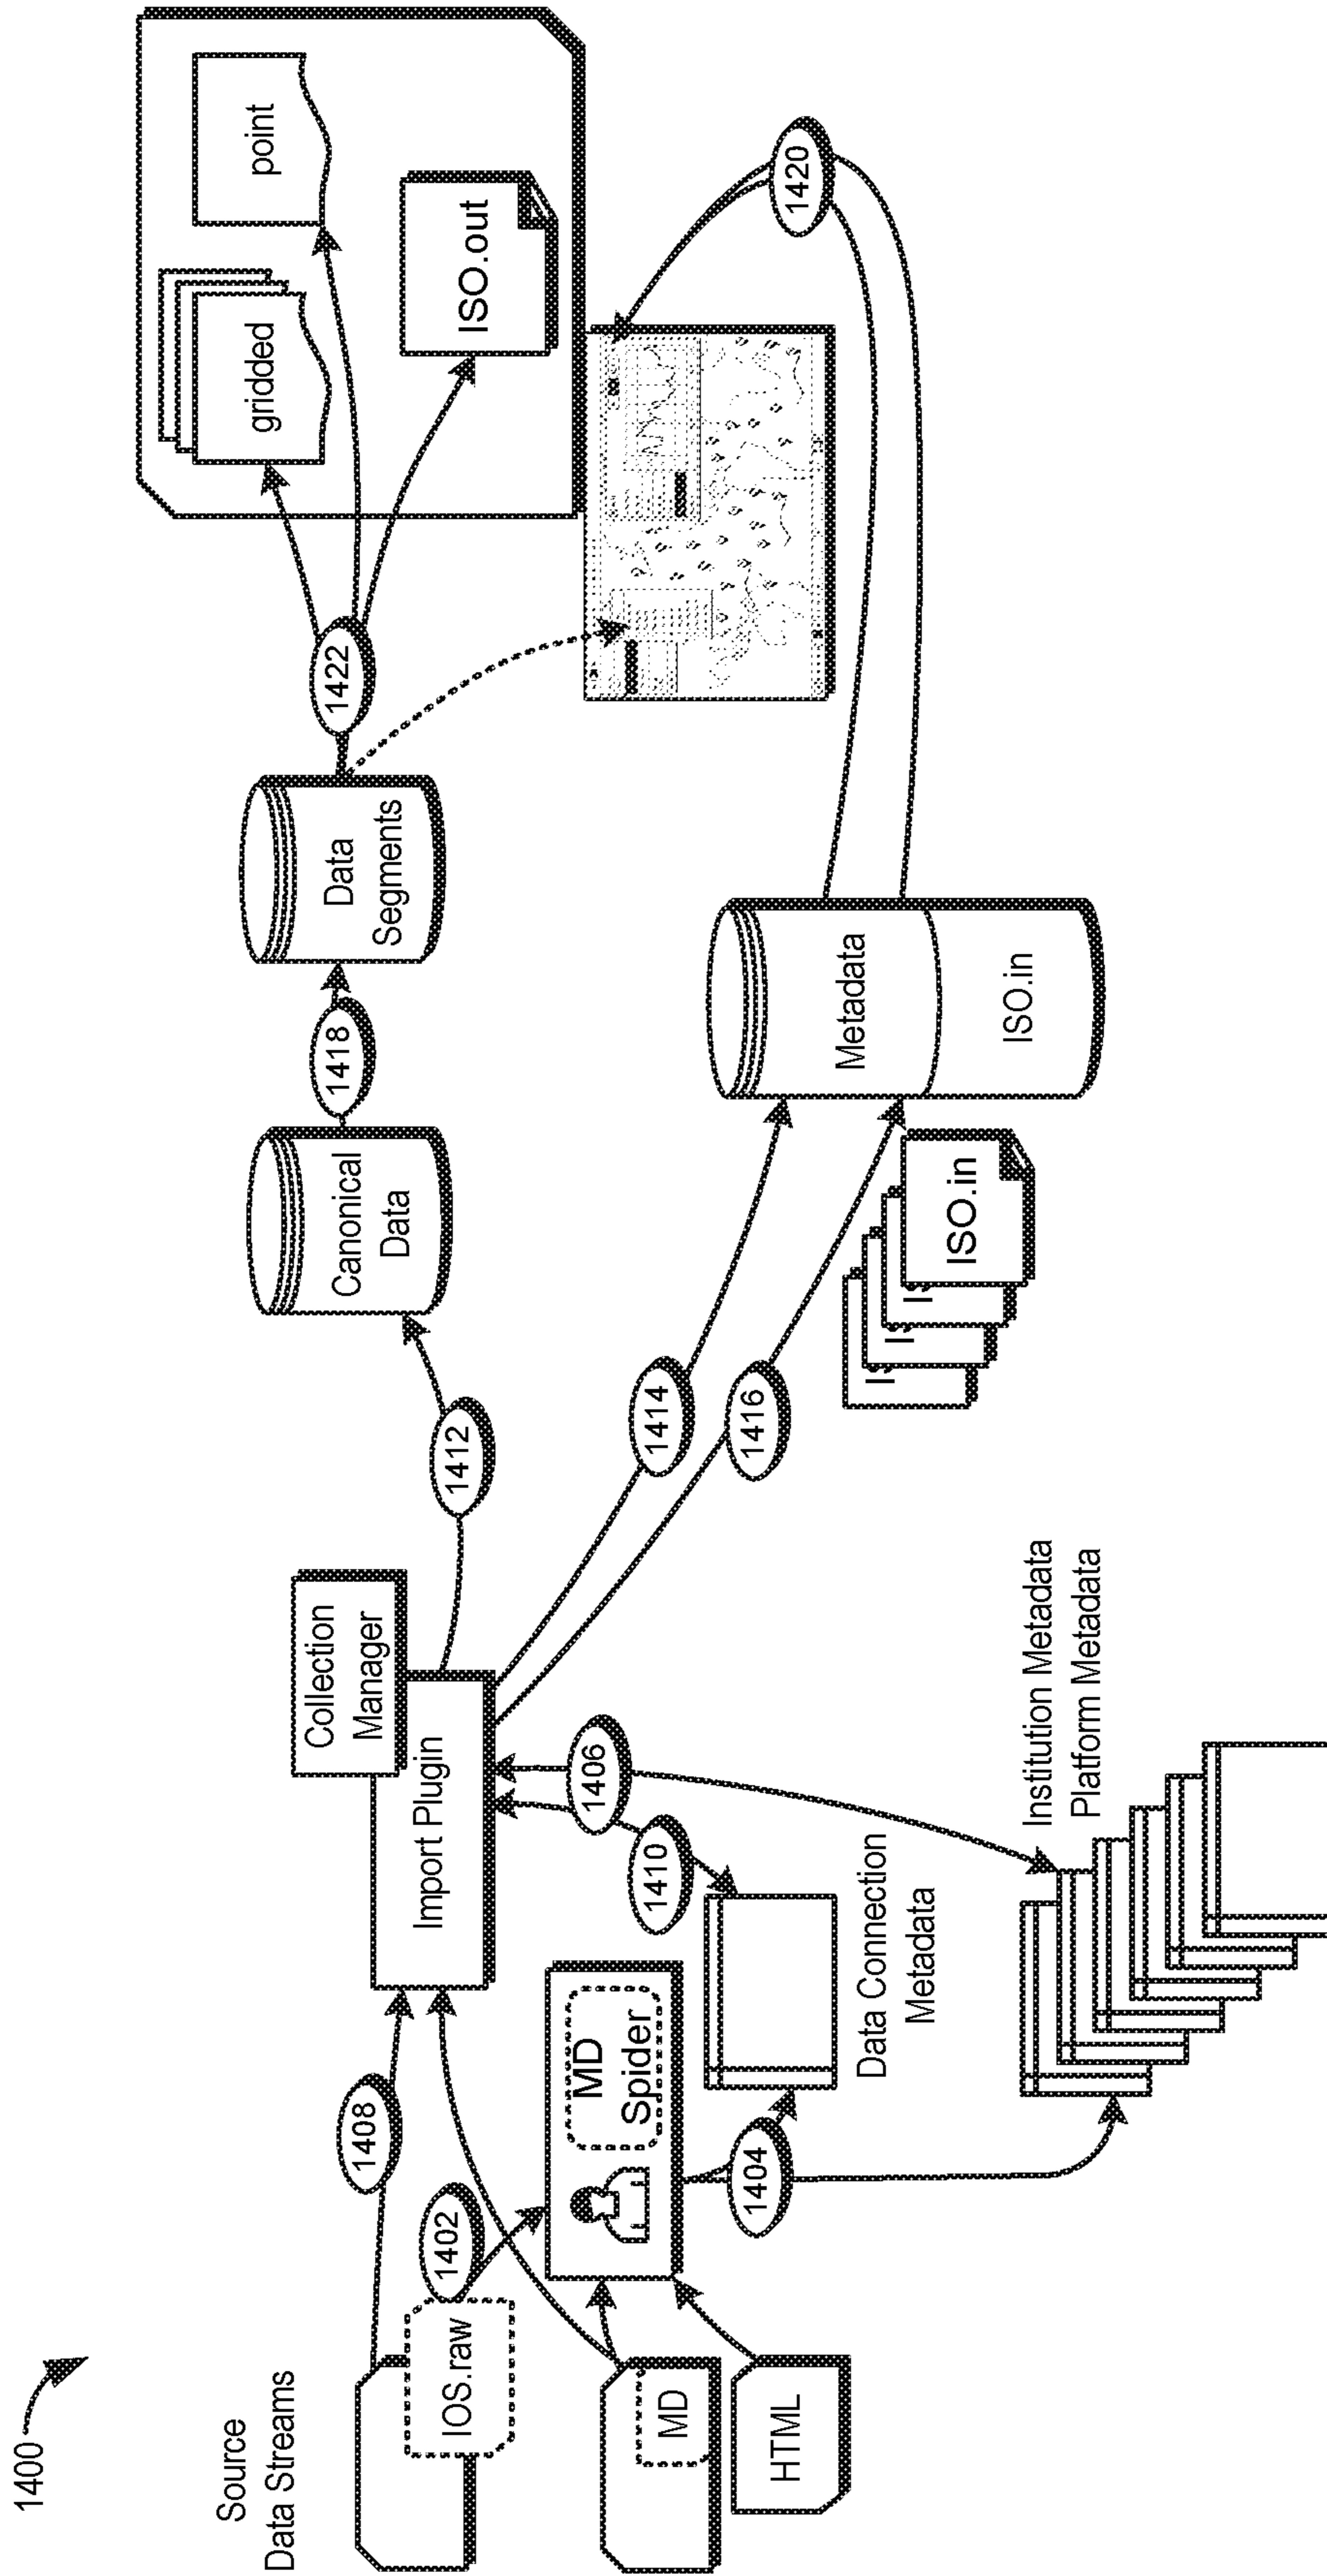 1400
Source
Data Streams
IOS.raw
MD
HTML
1402
1408
MD
Spider
1404
Collection
Manager
Import Plugin
1406
1410
Data Connection
Metadata
Institution Metadata
Platform Metadata
1412
1414
1416
Canonical
Data
1418
Data
Segments
ISO.in
Metadata
ISO.in
1422
gridded
point
ISO.out
1420